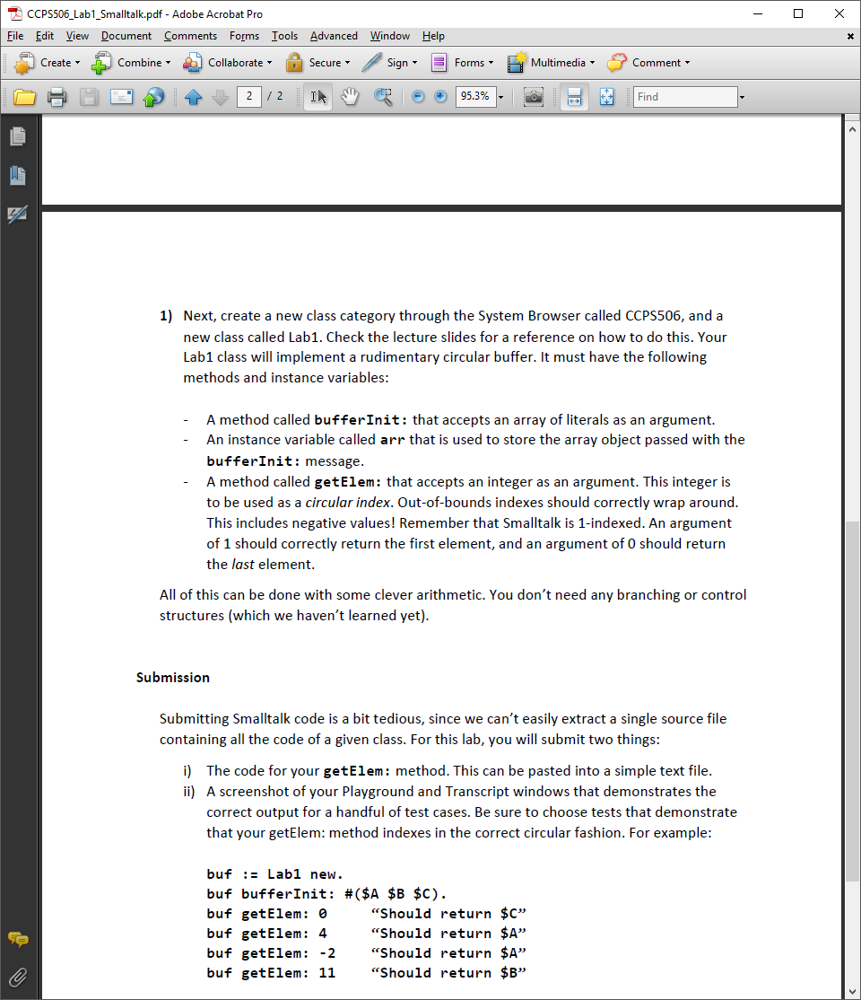 CCPS506_Lab1_Smalltalk.pdf - Adobe Acrobat Pro
File Edit View Document Comments Forms Tools Advanced Window Help
Create Combine Collaborate Secure Sign Forms Multimedia Comment
2 / 2 95.3% Find
1) Next, create a new class category through the System Browser called CCPS506, and a
new class called Lab1. Check the lecture slides for a reference on how to do this. Your
Lab1 class will implement a rudimentary circular buffer. It must have the following
methods and instance variables:
- A method called bufferInit: that accepts an array of literals as an argument.
- An instance variable called arr that is used to store the array object passed with the
bufferInit: message.
- A method called getElem: that accepts an integer as an argument. This integer is
to be used as a circular index. Out-of-bounds indexes should correctly wrap around.
This includes negative values! Remember that Smalltalk is 1-indexed. An argument
of 1 should correctly return the first element, and an argument of 0 should return
the last element.
All of this can be done with some clever arithmetic. You don’t need any branching or control
structures (which we haven’t learned yet).
Submission
Submitting Smalltalk code is a bit tedious, since we can’t easily extract a single source file
containing all the code of a given class. For this lab, you will submit two things:
i) The code for your getElem: method. This can be pasted into a simple text file.
ii) A screenshot of your Playground and Transcript windows that demonstrates the
correct output for a handful of test cases. Be sure to choose tests that demonstrate
that your getElem: method indexes in the correct circular fashion. For example:
buf := Lab1 new.
buf bufferInit: #($A $B $C).
buf getElem: 0 “Should return $C”
buf getElem: 4 “Should return $A”
buf getElem: -2 “Should return $A”
buf getElem: 11 “Should return $B”